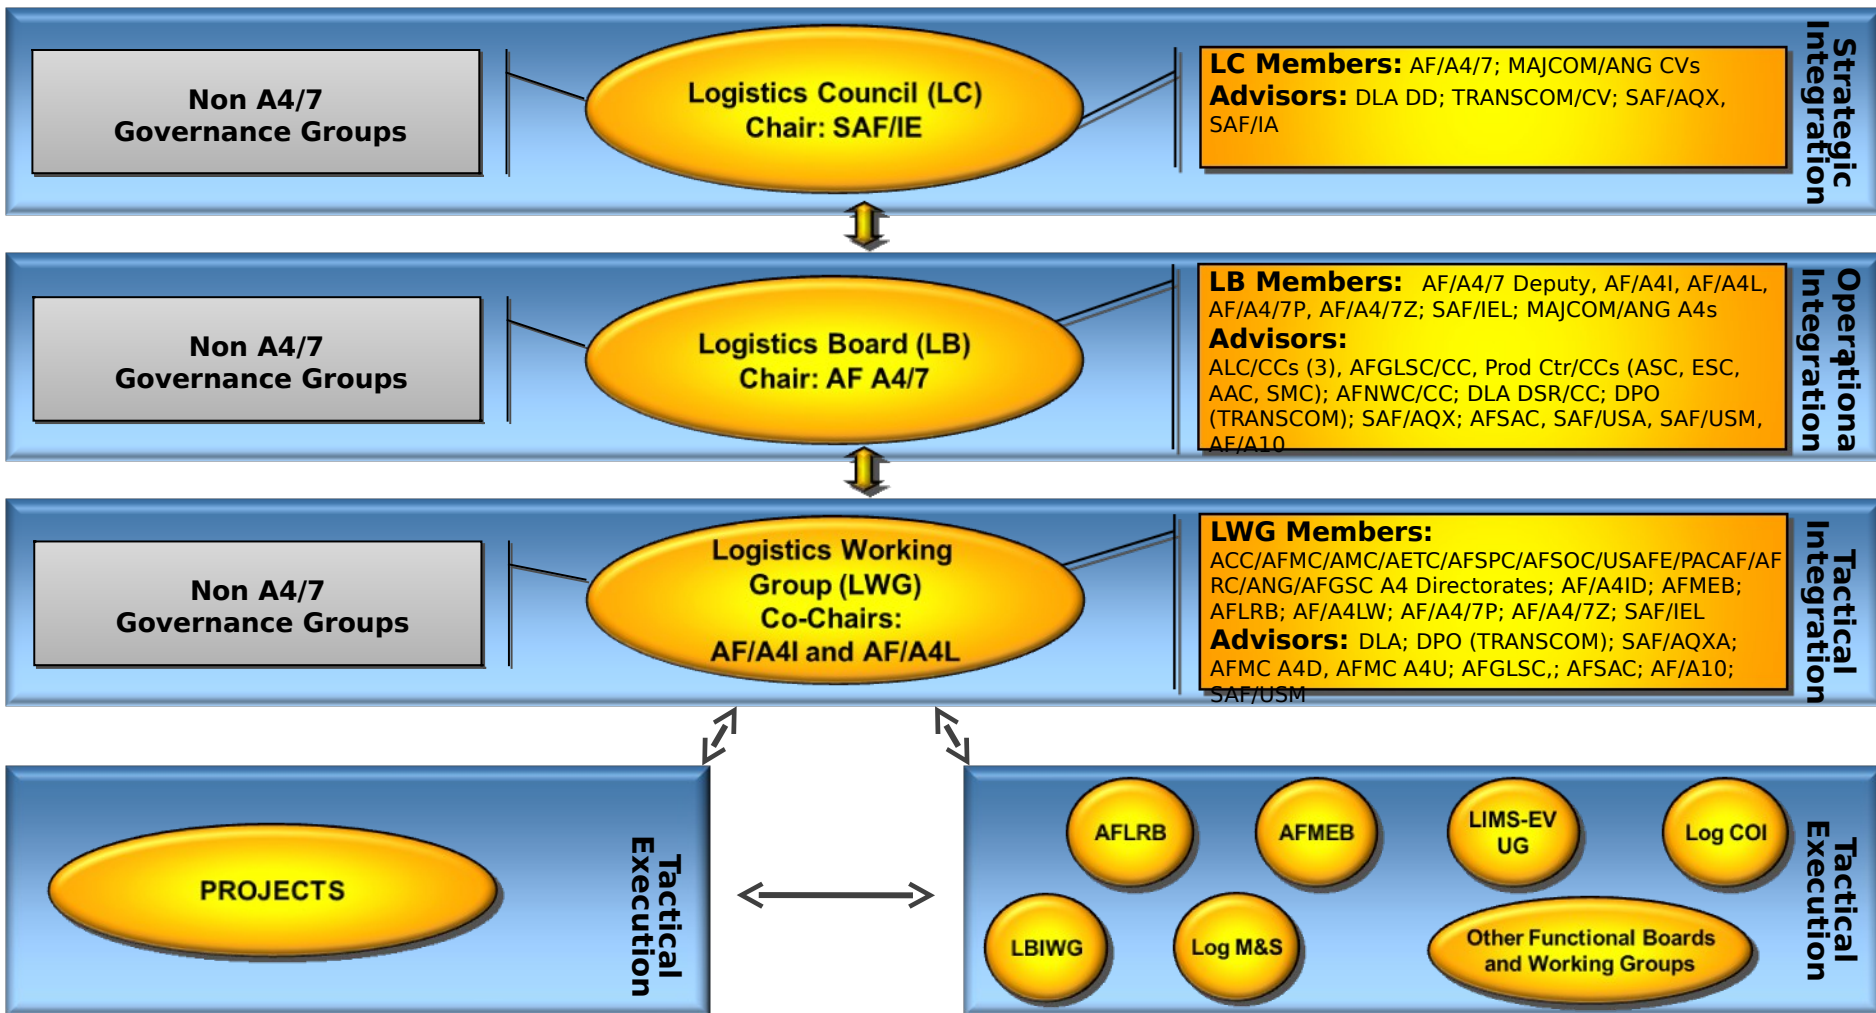 Non A4/7
Governance Groups
Logistics Council (LC)
Chair: SAF/IE
LC Members: AF/A4/7; MAJCOM/ANG CVs
Advisors: DLA DD; TRANSCOM/CV; SAF/AQX,
SAF/IA
Strategic
Integration
Non A4/7
Governance Groups
Logistics Board (LB)
Chair: AF A4/7
LB Members: AF/A4/7 Deputy, AF/A4I, AF/A4L,
AF/A4/7P, AF/A4/7Z; SAF/IEL; MAJCOM/ANG A4s
Advisors:
ALC/CCs (3), AFGLSC/CC, Prod Ctr/CCs (ASC, ESC,
AAC, SMC); AFNWC/CC; DLA DSR/CC; DPO
(TRANSCOM); SAF/AQX; AFSAC, SAF/USA, SAF/USM,
AF/A10
Operational
Integration
Non A4/7
Governance Groups
Logistics Working
Group (LWG)
Co-Chairs:
AF/A4I and AF/A4L
LWG Members:
ACC/AFMC/AMC/AETC/AFSPC/AFSOC/USAFE/PACAF/AF
RC/ANG/AFGSC A4 Directorates; AF/A4ID; AFMEB;
AFLRB; AF/A4LW; AF/A4/7P; AF/A4/7Z; SAF/IEL
Advisors: DLA; DPO (TRANSCOM); SAF/AQXA;
AFMC A4D, AFMC A4U; AFGLSC,; AFSAC; AF/A10;
SAF/USM
Tactical
Integration
PROJECTS
Tactical
Execution
AFLRB
AFMEB
LIMS-EV
UG
Log COI
LBIWG
Log M&S
Other Functional Boards
and Working Groups
Tactical
Execution